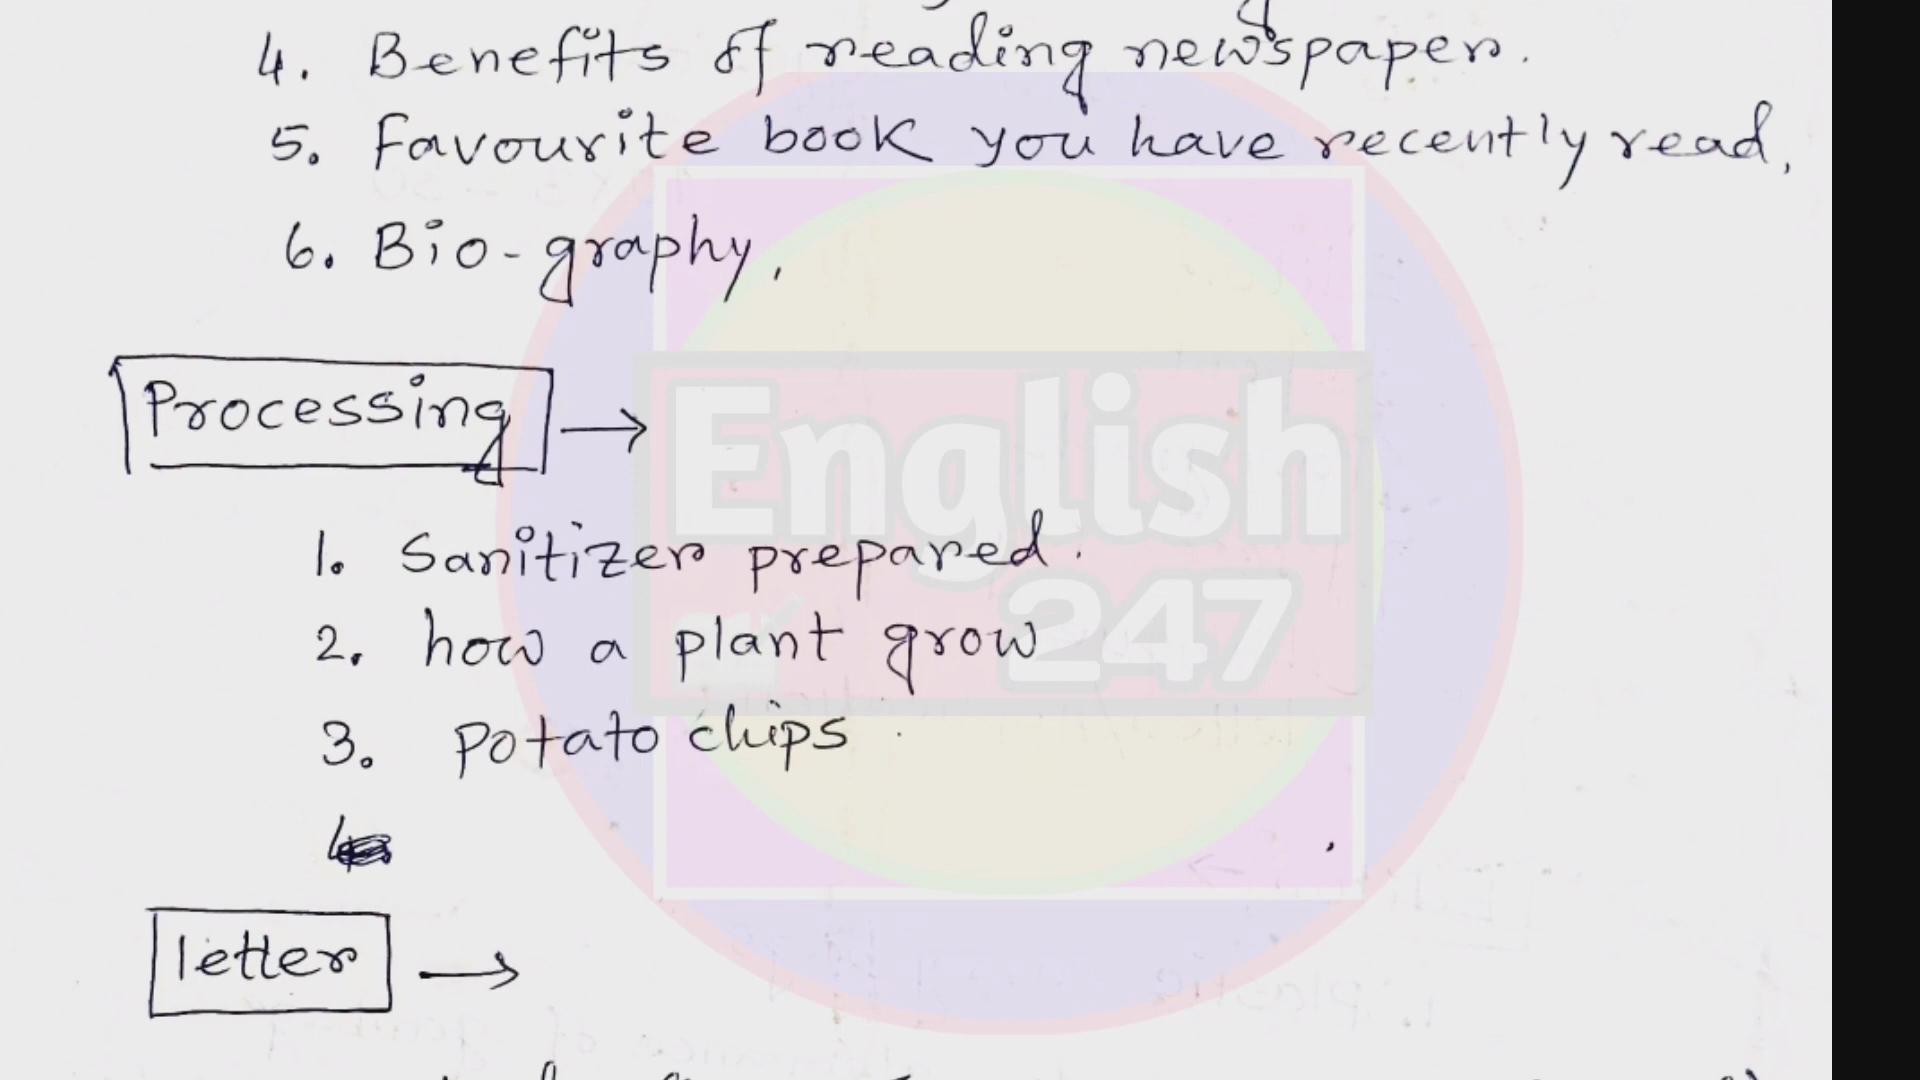 4. Benefits of reading newspaper.
5. Favourite book you have recently read,
6. Bio-graphy,
Processing →
English
247
1. Sanitizer prepared.
2. how a plant grow
3. potato chips
letter →